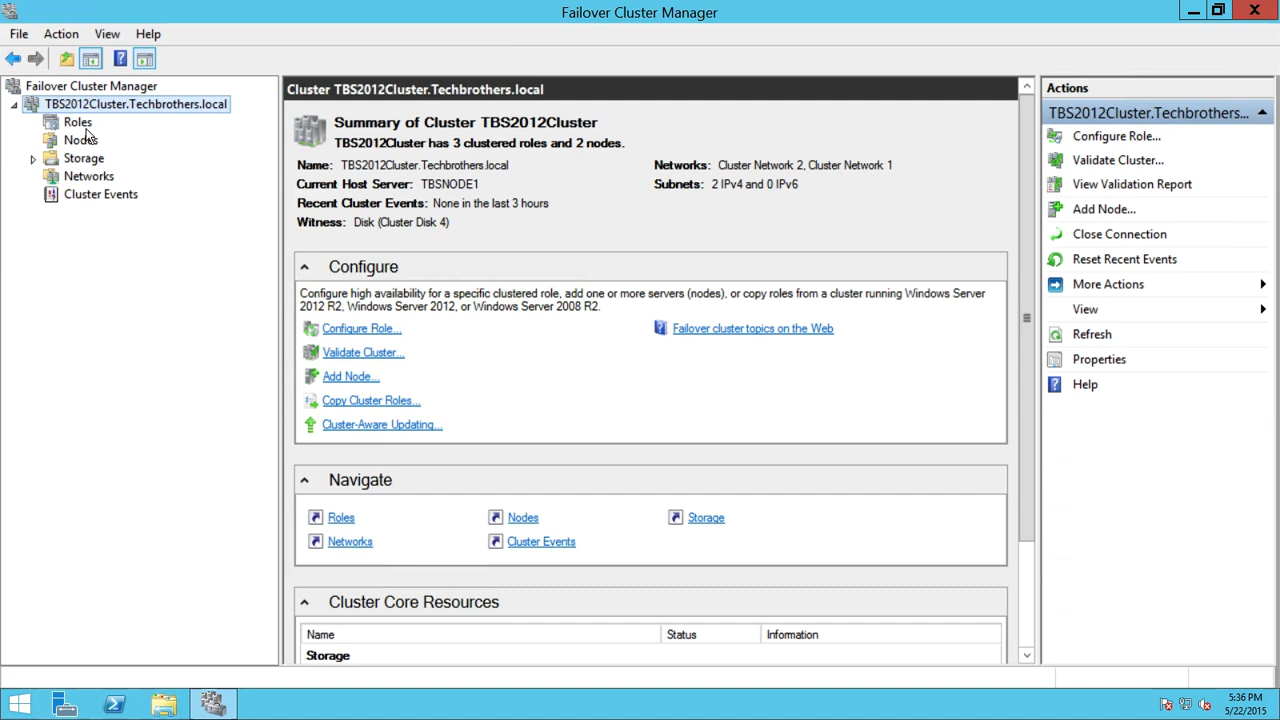 Failover Cluster Manager
File Action View Help
Failover Cluster Manager
TBS2012Cluster.Techbrothers.local
Roles
Nodes
Storage
Networks
Cluster Events
Cluster TBS2012Cluster.Techbrothers.local
Summary of Cluster TBS2012Cluster
TBS2012Cluster has 3 clustered roles and 2 nodes.
Name: TBS2012Cluster.Techbrothers.local
Networks: Cluster Network 2, Cluster Network 1
Current Host Server: TBSNODE1
Subnets: 2 IPv4 and 0 IPv6
Recent Cluster Events: None in the last 3 hours
Witness: Disk (Cluster Disk 4)
Configure
Configure high availability for a specific clustered role, add one or more servers (nodes), or copy roles from a cluster running Windows Server
2012 R2, Windows Server 2012, or Windows Server 2008 R2.
Configure Role...
Failover cluster topics on the Web
Validate Cluster...
Add Node...
Copy Cluster Roles...
Cluster-Aware Updating...
Navigate
Roles Nodes Storage
Networks Cluster Events
Cluster Core Resources
Name Status Information
Storage
Actions
TBS2012Cluster.Techbrothers...
Configure Role...
Validate Cluster...
View Validation Report
Add Node...
Close Connection
Reset Recent Events
More Actions
View
Refresh
Properties
Help
5:36 PM
5/22/2015